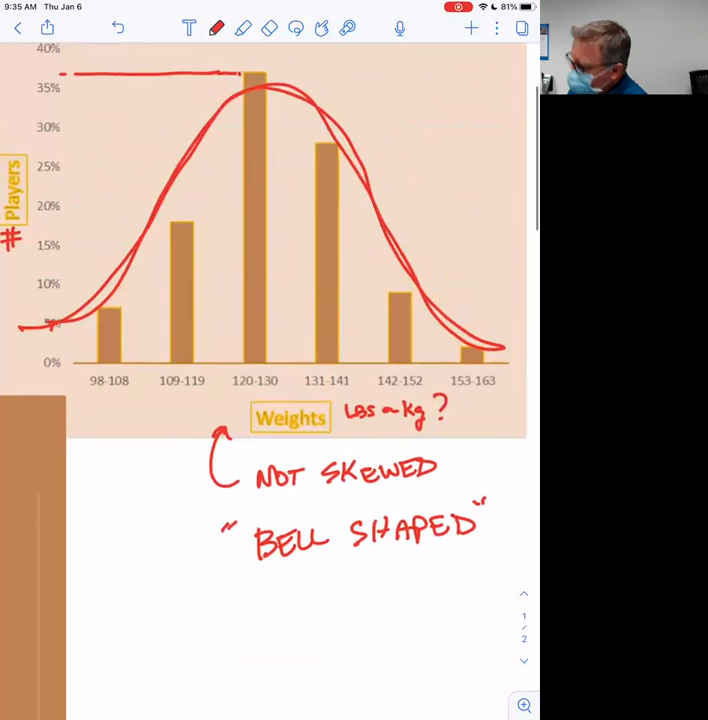 9:35 AM Thu Jan 6
81%
40%
35%
30%
25%
20%
15%
10%
5%
0%
# Players
98-108 109-119 120-130 131-141 142-152 153-163
Weights LBS or Kg ?
NOT SKEWED
" BELL SHAPED "
1
/
2